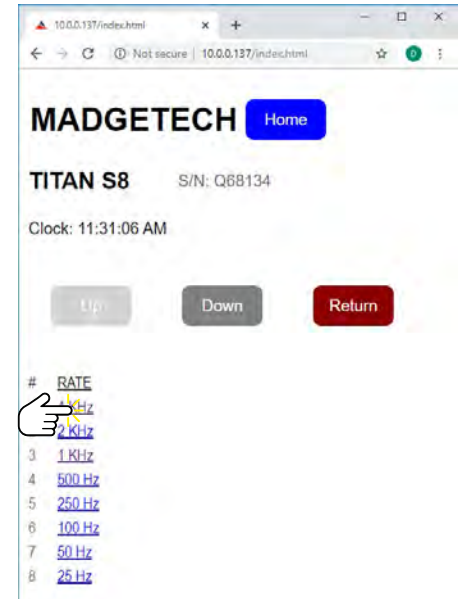 10.0.0.137/index.html
Not secure | 10.0.0.137/index.html
MADGETECH Home
TITAN S8 S/N: Q68134
Clock: 11:31:06 AM
Up Down Return
# RATE
KHz
2 KHz
3 1 KHz
4 500 Hz
5 250 Hz
6 100 Hz
7 50 Hz
8 25 Hz